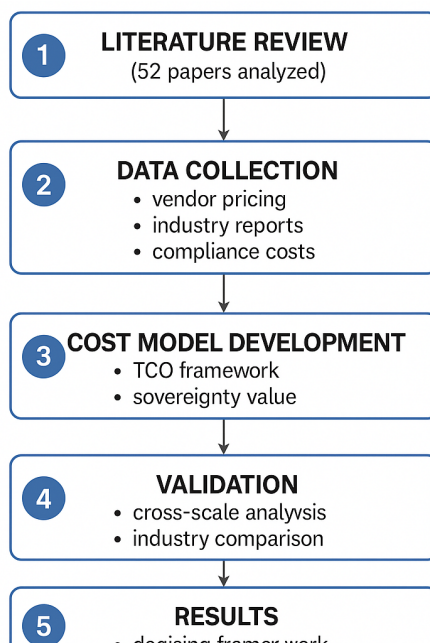 1
LITERATURE REVIEW
(52 papers analyzed)
2
DATA COLLECTION
• vendor pricing
• industry reports
• compliance costs
3
COST MODEL DEVELOPMENT
• TCO framework
• sovereignty value
4
VALIDATION
• cross-scale analyvsis
• industry comparison
5
RESULTS